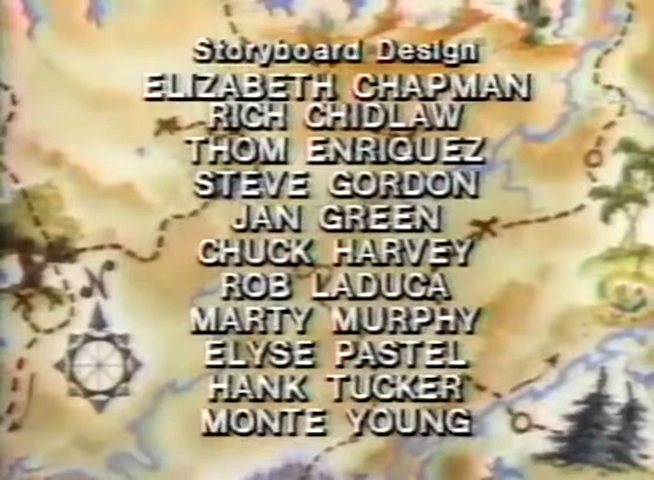 Storyboard Design
ELIZABETH CHAPMAN
RICH CHIDLAW
THOM ENRIQUEZ
STEVE GORDON
JAN GREEN
CHUCK HARVEY
ROB LADUCA
MARTY MURPHY
ELYSE PASTEL
HANK TUCKER
MONTE YOUNG
N